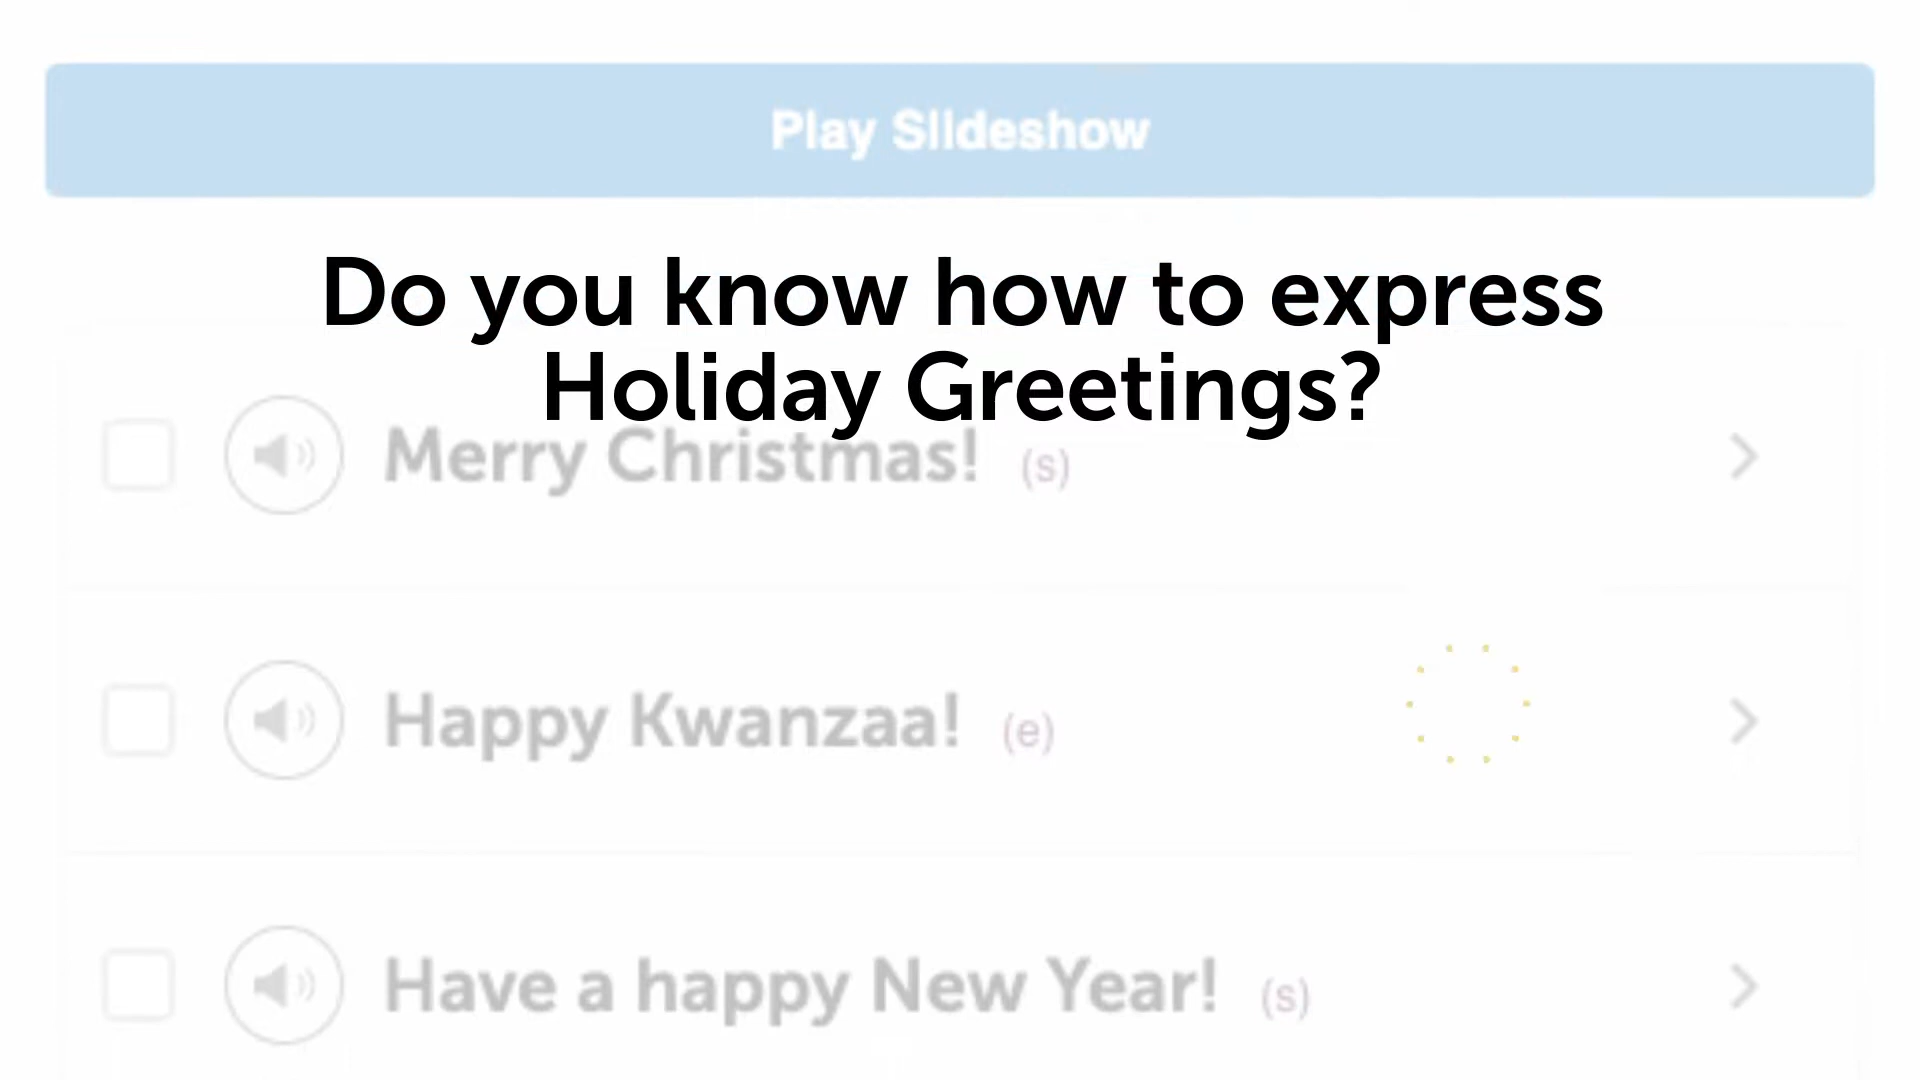 Play Slideshow
Do you know how to express
Holiday Greetings?
Merry Christmas! (s)
Happy Kwanzaa! (e)
Have a happy New Year! (s)